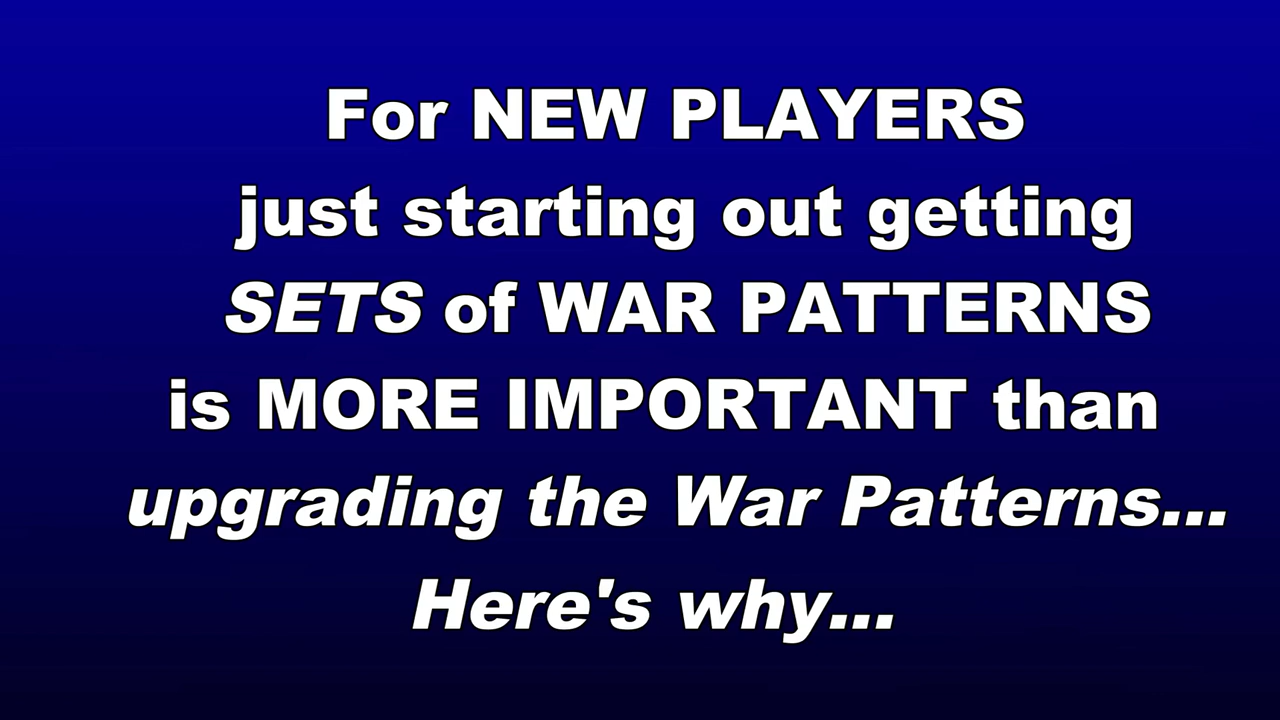 For NEW PLAYERS
just starting out getting
SETS of WAR PATTERNS
is MORE IMPORTANT than
upgrading the War Patterns...
Here's why...